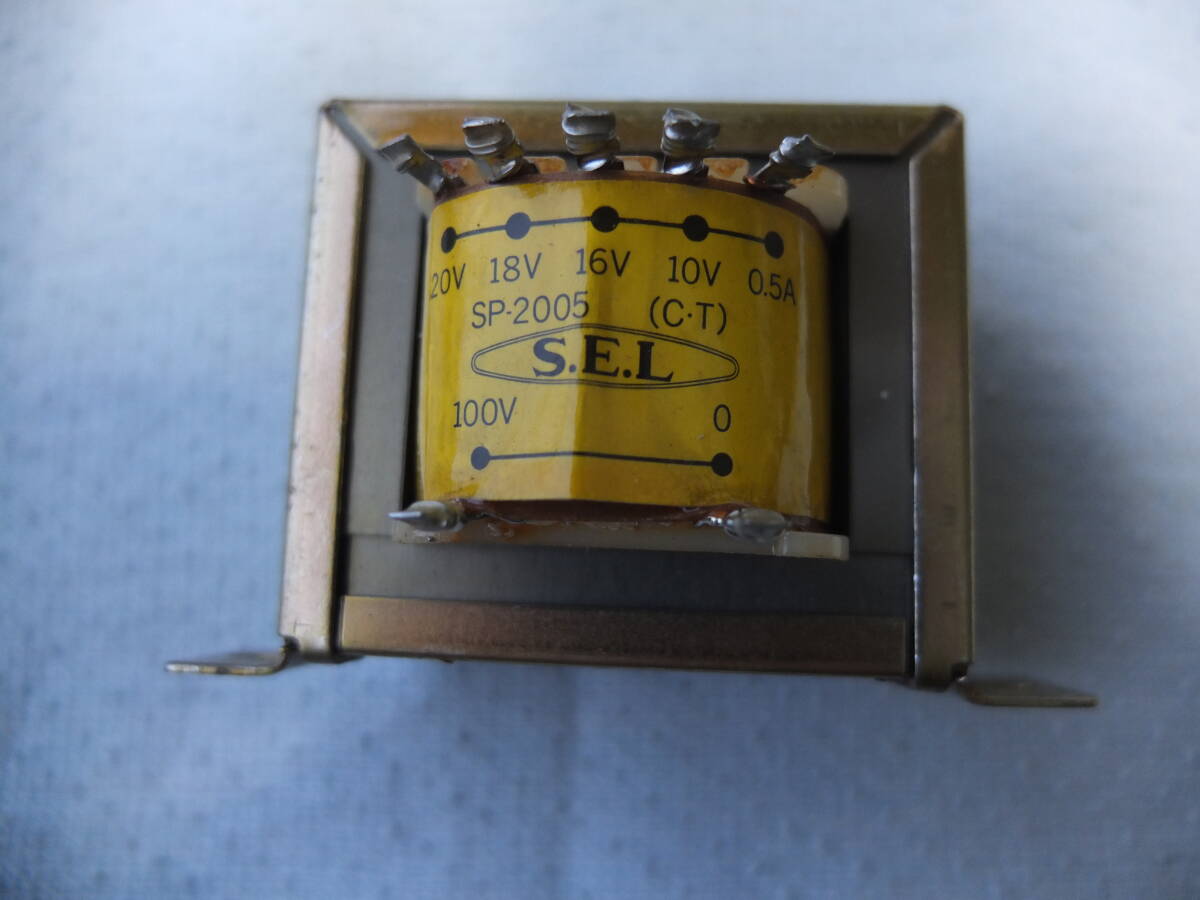 20V 18V 16V 10V 0.5A
SP-2005 (C·T)
S.E.L
100V 0